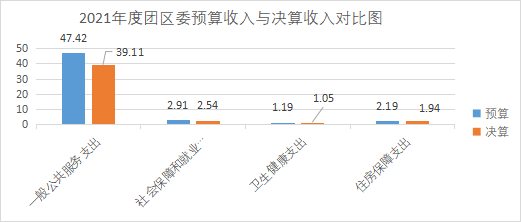 2021年度团区委预算收入与决算收入对比图
50
40
30
20
10
0
47.42
39.11
2.91
2.54
1.19
1.05
2.19
1.94
一般公共服务支出
社会保障和就业…
卫生健康支出
住房保障支出
预算
决算